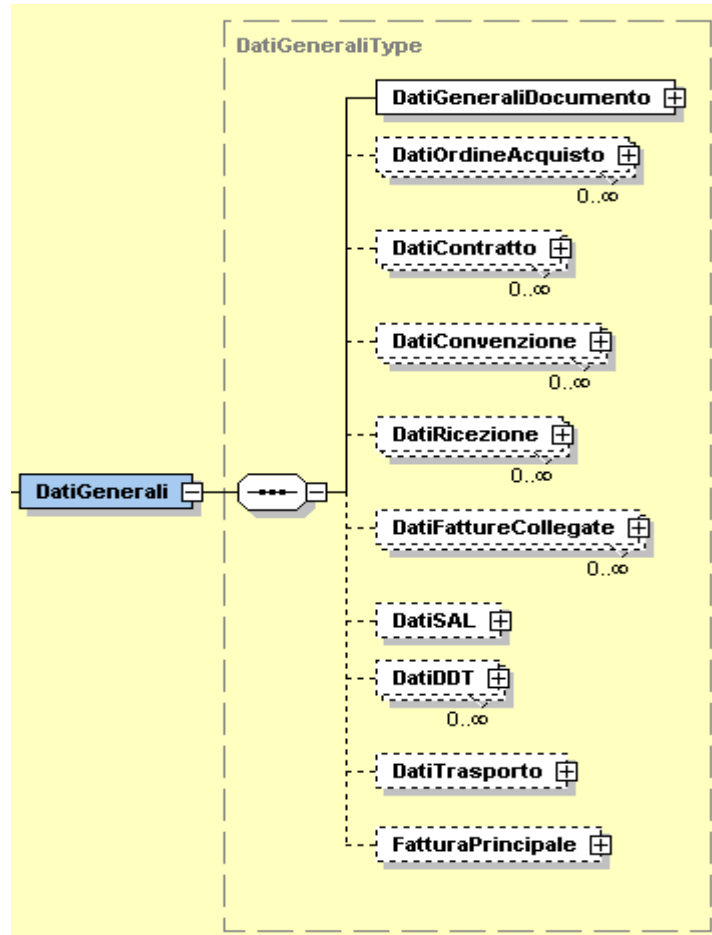 DatiGeneraliType
DatiGeneraliDocumento
DatiOrdineAcquisto
0..∞
DatiContratto
0..∞
DatiConvenzione
0..∞
DatiRicezione
0..∞
DatiGenerali
DatiFattureCollegate
0..∞
DatiSAL
DatiDDT
0..∞
DatiTrasporto
FatturaPrincipale